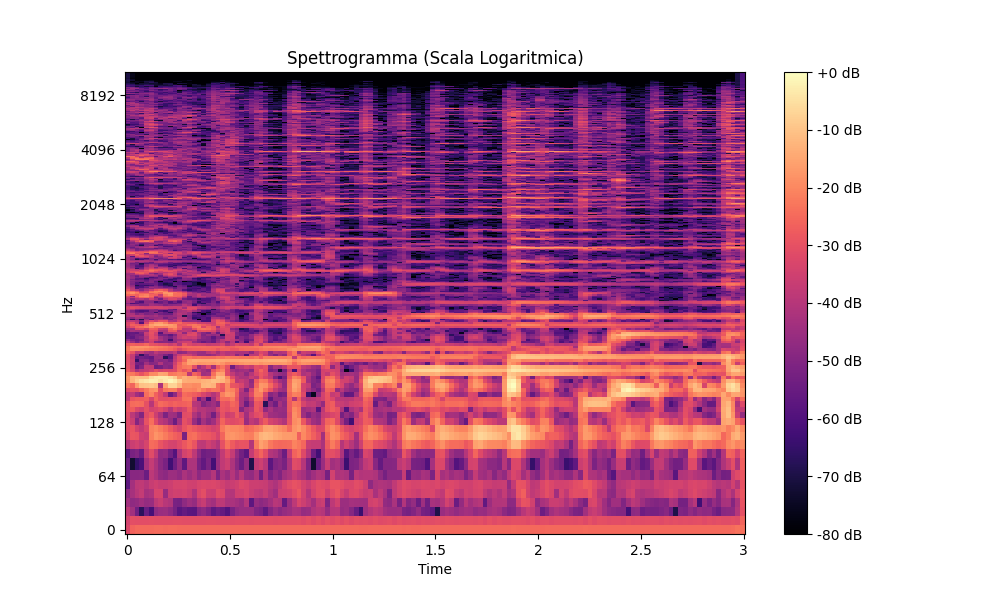 Spettrogramma (Scala Logaritmica)
Hz
8192
4096
2048
1024
512
256
128
64
0
0
0.5
1
1.5
2
2.5
3
Time
+0 dB
-10 dB
-20 dB
-30 dB
-40 dB
-50 dB
-60 dB
-70 dB
-80 dB